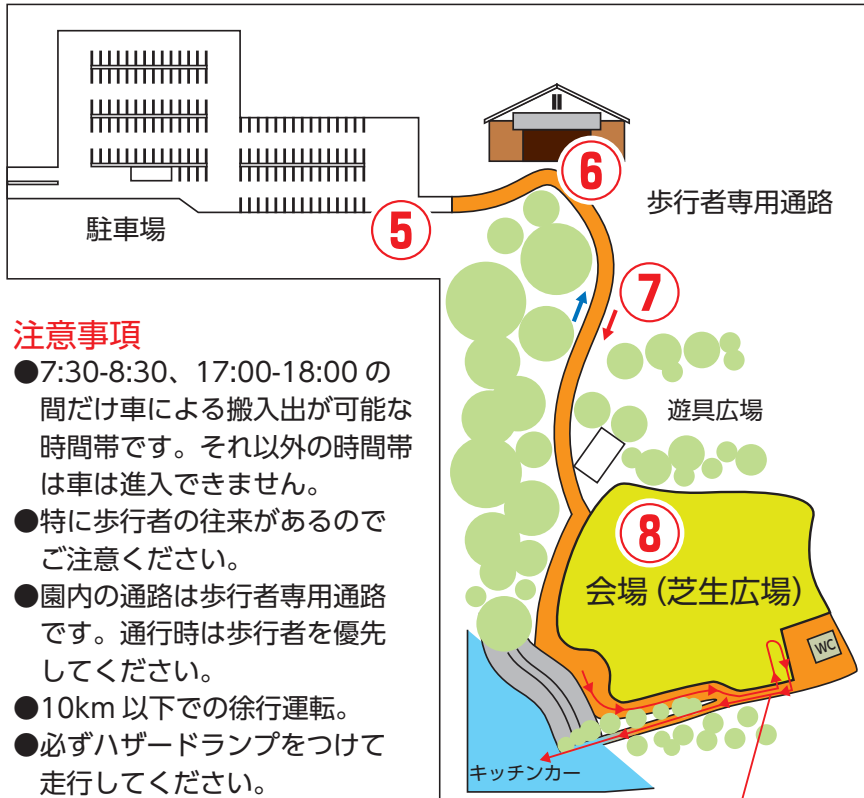 ⑥
歩行者専用通路
⑤
駐車場
⑦
注意事項
●7:30-8:30、17:00-18:00 の
間だけ車による搬入出が可能な
時間帯です。それ以外の時間帯
は車は進入できません。
●特に歩行者の往来があるので
ご注意ください。
●園内の通路は歩行者専用通路
です。通行時は歩行者を優先
してください。
●10km 以下での徐行運転。
●必ずハザードランプをつけて
走行してください。
遊具広場
⑧
会場 (芝生広場)
WC
キッチンカー